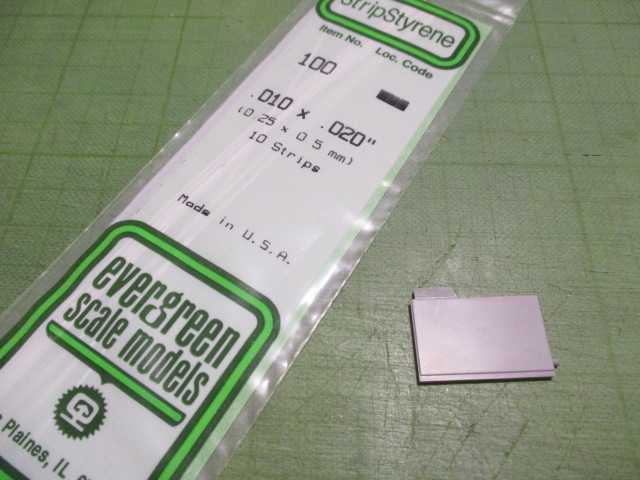 StripStyrene
Item No. Loc. Code
100
.010 x .020"
(0.25 x 0.5 mm)
10 Strips
Made in U.S.A.
evergreen
scale models
Plaines, IL